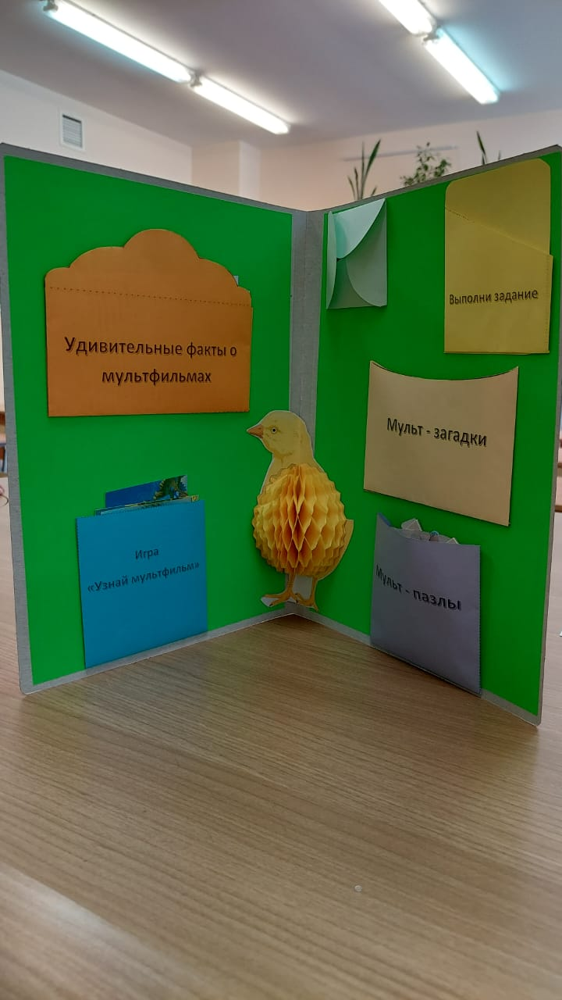 Удивительные факты о
мультфильмах
Игра
«Узнай мультфильм»
Выполни задание
Мульт - загадки
Мульт - пазлы